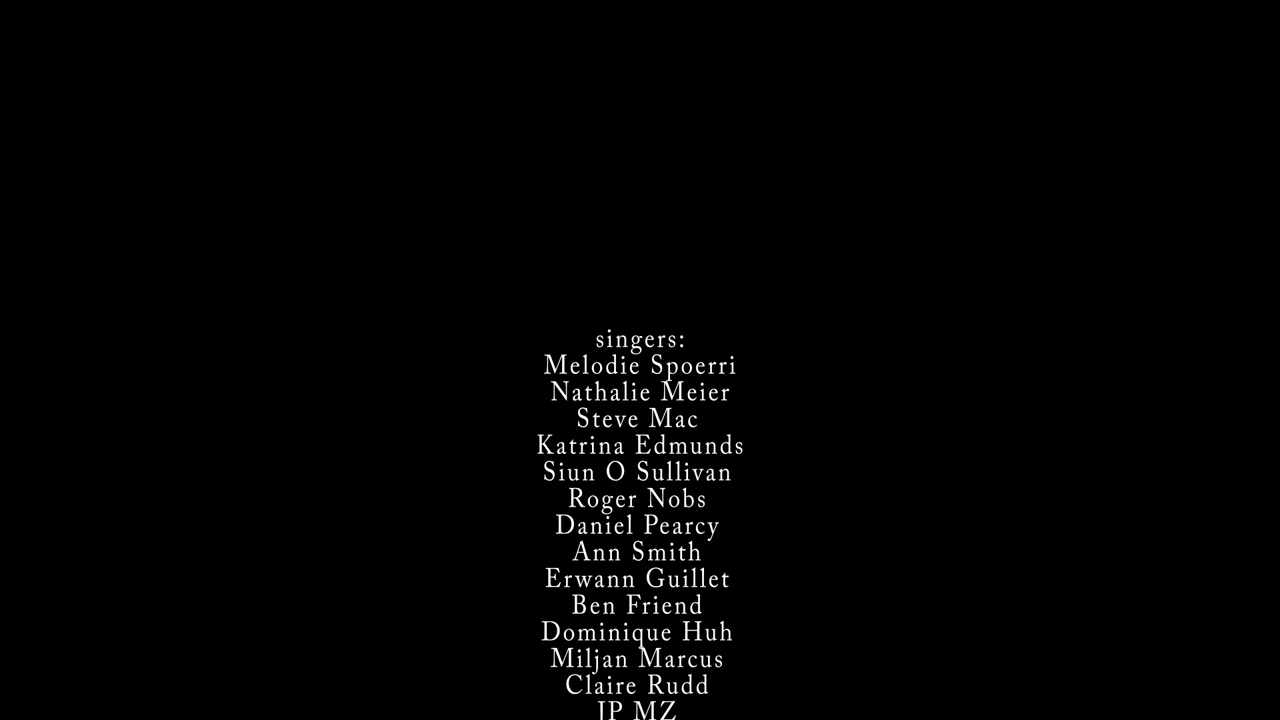 singers:
Melodie Spoerri
Nathalie Meier
Steve Mac
Katrina Edmunds
Siun O Sullivan
Roger Nobs
Daniel Pearcy
Ann Smith
Erwann Guillet
Ben Friend
Dominique Huh
Miljan Marcus
Claire Rudd
JP MZ